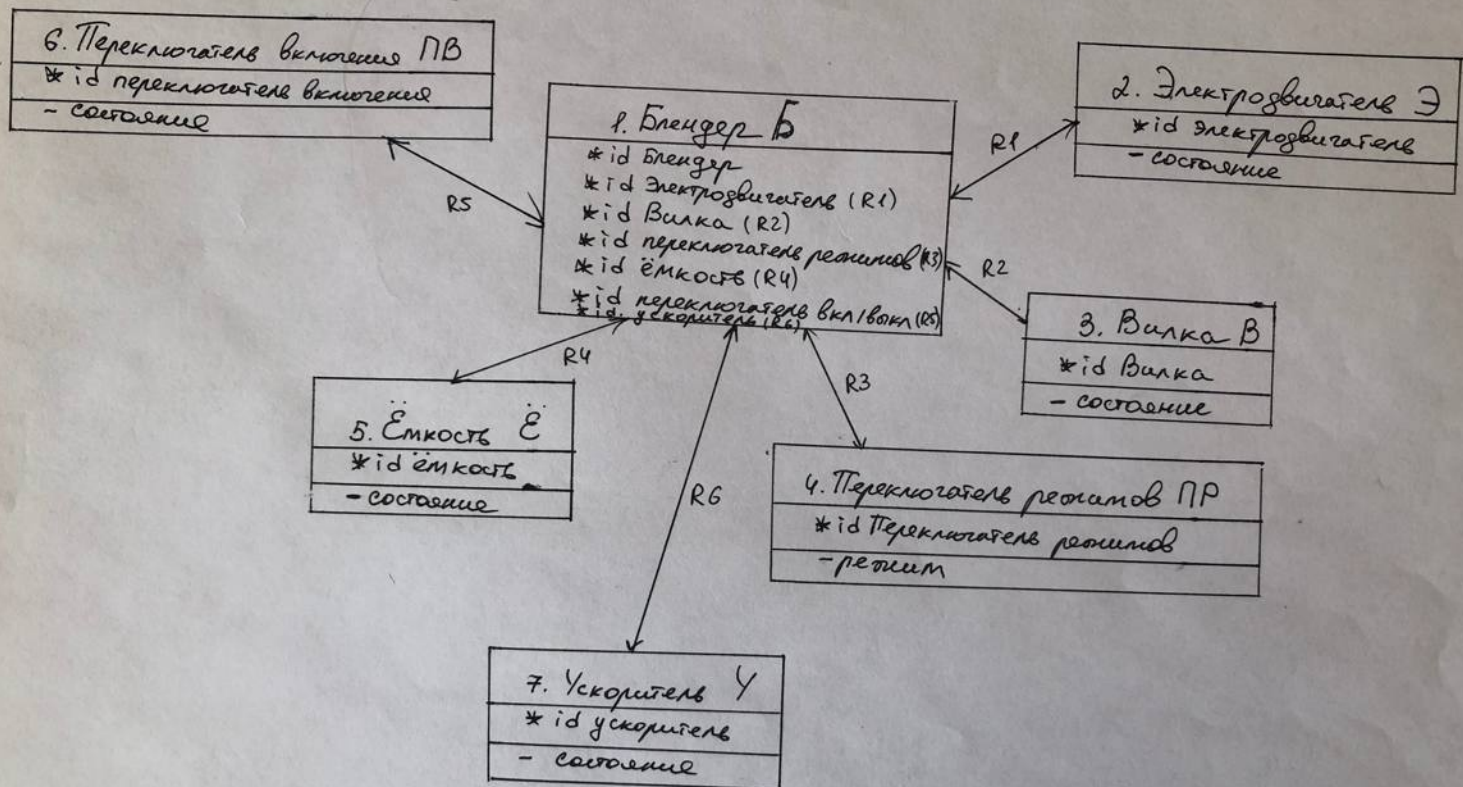 6. Переключатель включения ПВ
* id переключатель включения
- состояние
2. Электродвигатель Э
* id электродвигатель
- состояние
1. Блендер Б
* id Блендер
* id Электродвигатель (R1)
* id Вилка (R2)
* id переключатель режимов (R3)
* id ёмкость (R4)
* id переключатель вкл/выкл (R5)
* id. ускоритель (R6)
R1
R5
R2
3. Вилка В
* id Вилка
- состояние
R4
R3
5. Ёмкость Ё
* id ёмкость
- состояние
R6
4. Переключатель режимов ПР
* id Переключатель режимов
- режим
7. Ускоритель У
* id ускоритель
- состояние